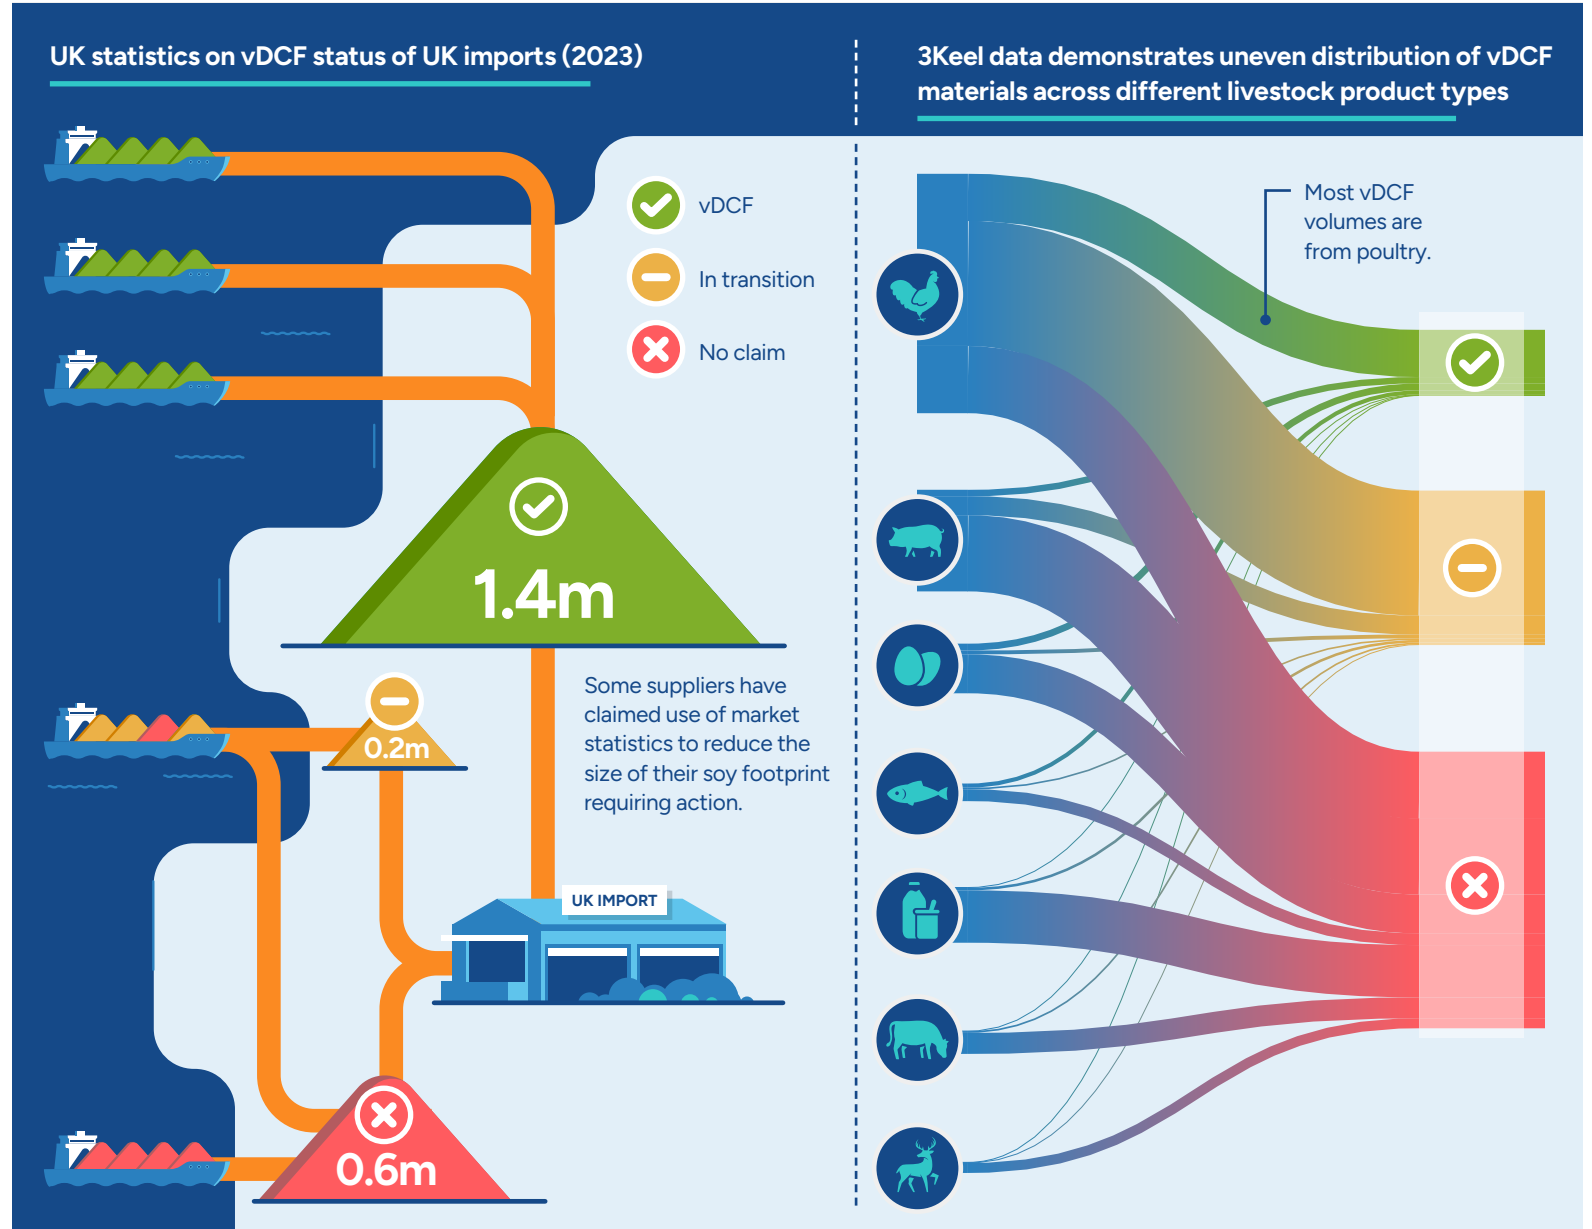 UK statistics on vDCF status of UK imports (2023)
vDCF
In transition
No claim
1.4m
Some suppliers have
claimed use of market
statistics to reduce the
size of their soy footprint
requiring action.
0.2m
UK IMPORT
0.6m
3Keel data demonstrates uneven distribution of vDCF
materials across different livestock product types
Most vDCF
volumes are
from poultry.